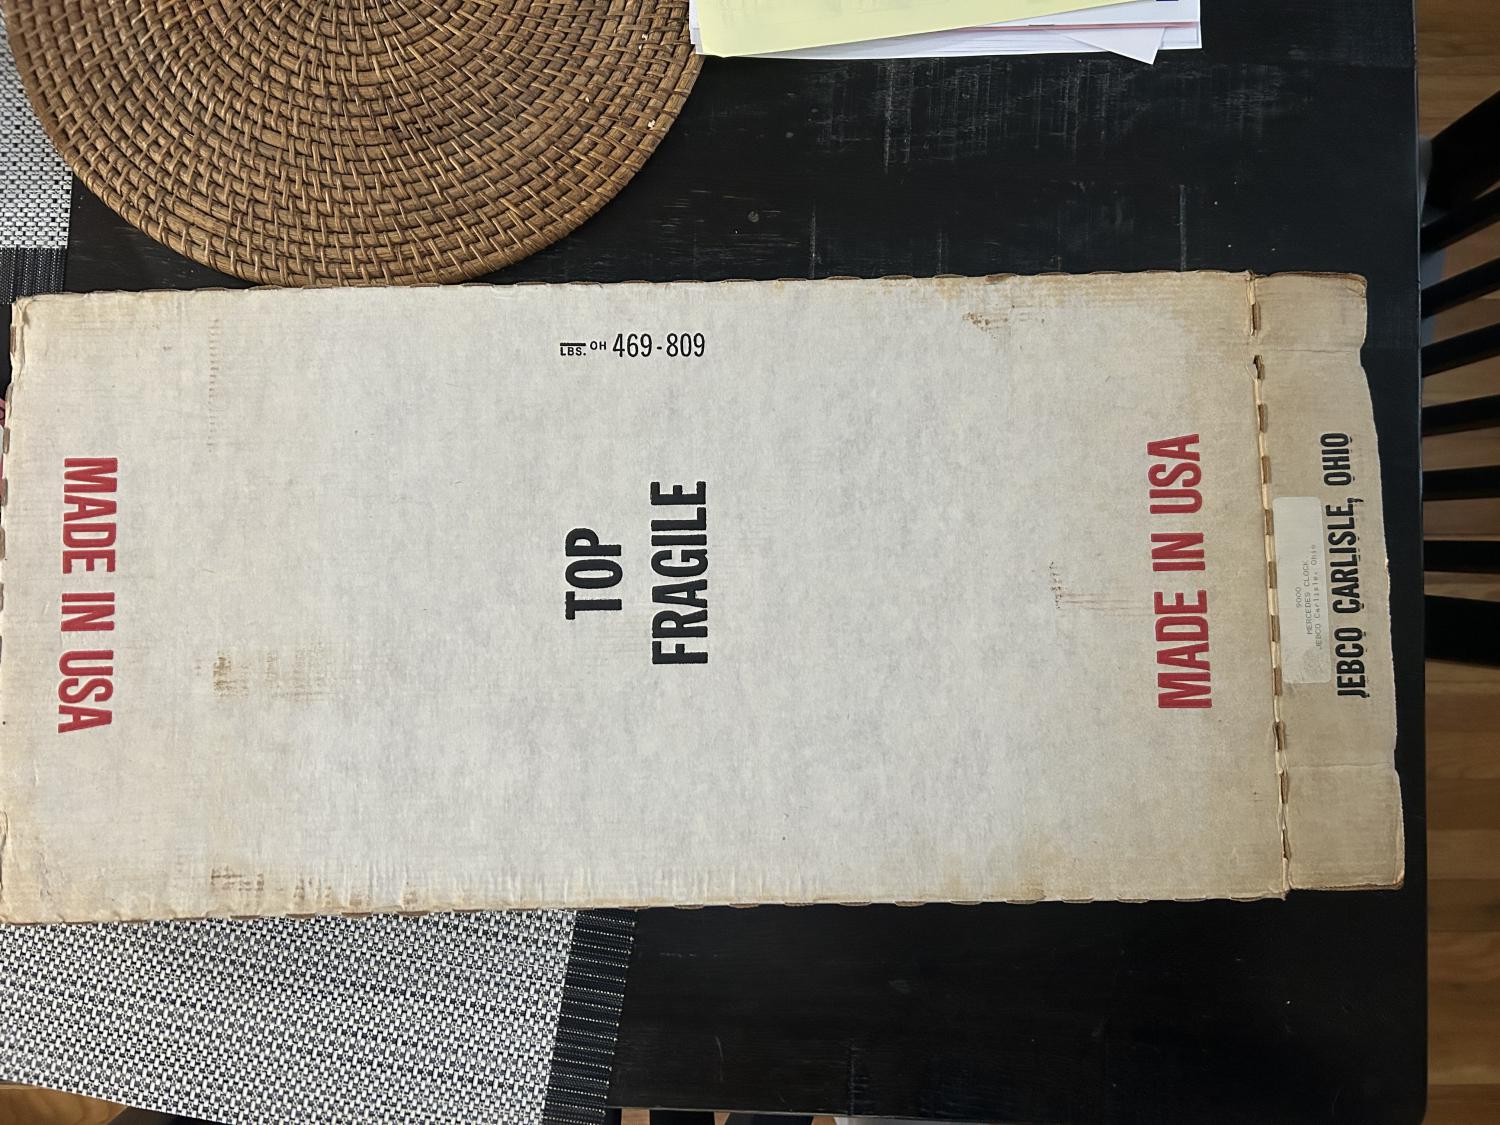 LBS. OH 469-809
MADE IN USA
TOP
FRAGILE
MADE IN USA
9000
MERCEDES CLOCK
JEBCO Carlisle, Ohio
JEBCO CARLISLE, OHIO